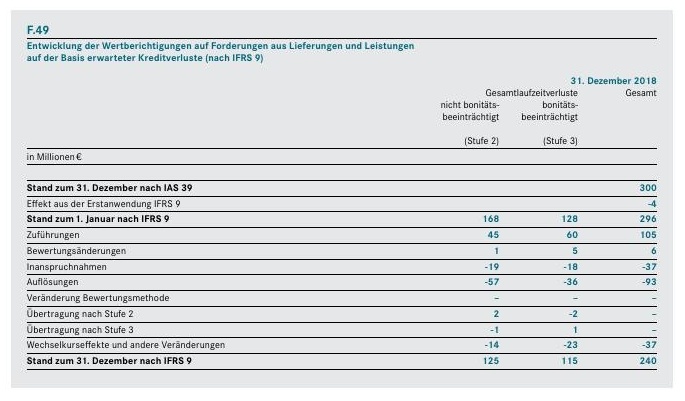 F.49
Entwicklung der Wertberichtigungen auf Forderungen aus Lieferungen und Leistungen
auf der Basis erwarteter Kreditverluste (nach IFRS 9)
31. Dezember 2018
Gesamtlaufzeitverluste Gesamt
nicht bonitäts- bonitäts-
beeinträchtigt beeinträchtigt
(Stufe 2) (Stufe 3)
in Millionen €
Stand zum 31. Dezember nach IAS 39 300
Effekt aus der Erstanwendung IFRS 9 -4
Stand zum 1. Januar nach IFRS 9 168 128 296
Zuführungen 45 60 105
Bewertungsänderungen 1 5 6
Inanspruchnahmen -19 -18 -37
Auflösungen -57 -36 -93
Veränderung Bewertungsmethode – – –
Übertragung nach Stufe 2 2 -2 –
Übertragung nach Stufe 3 -1 1 –
Wechselkurseffekte und andere Veränderungen -14 -23 -37
Stand zum 31. Dezember nach IFRS 9 125 115 240